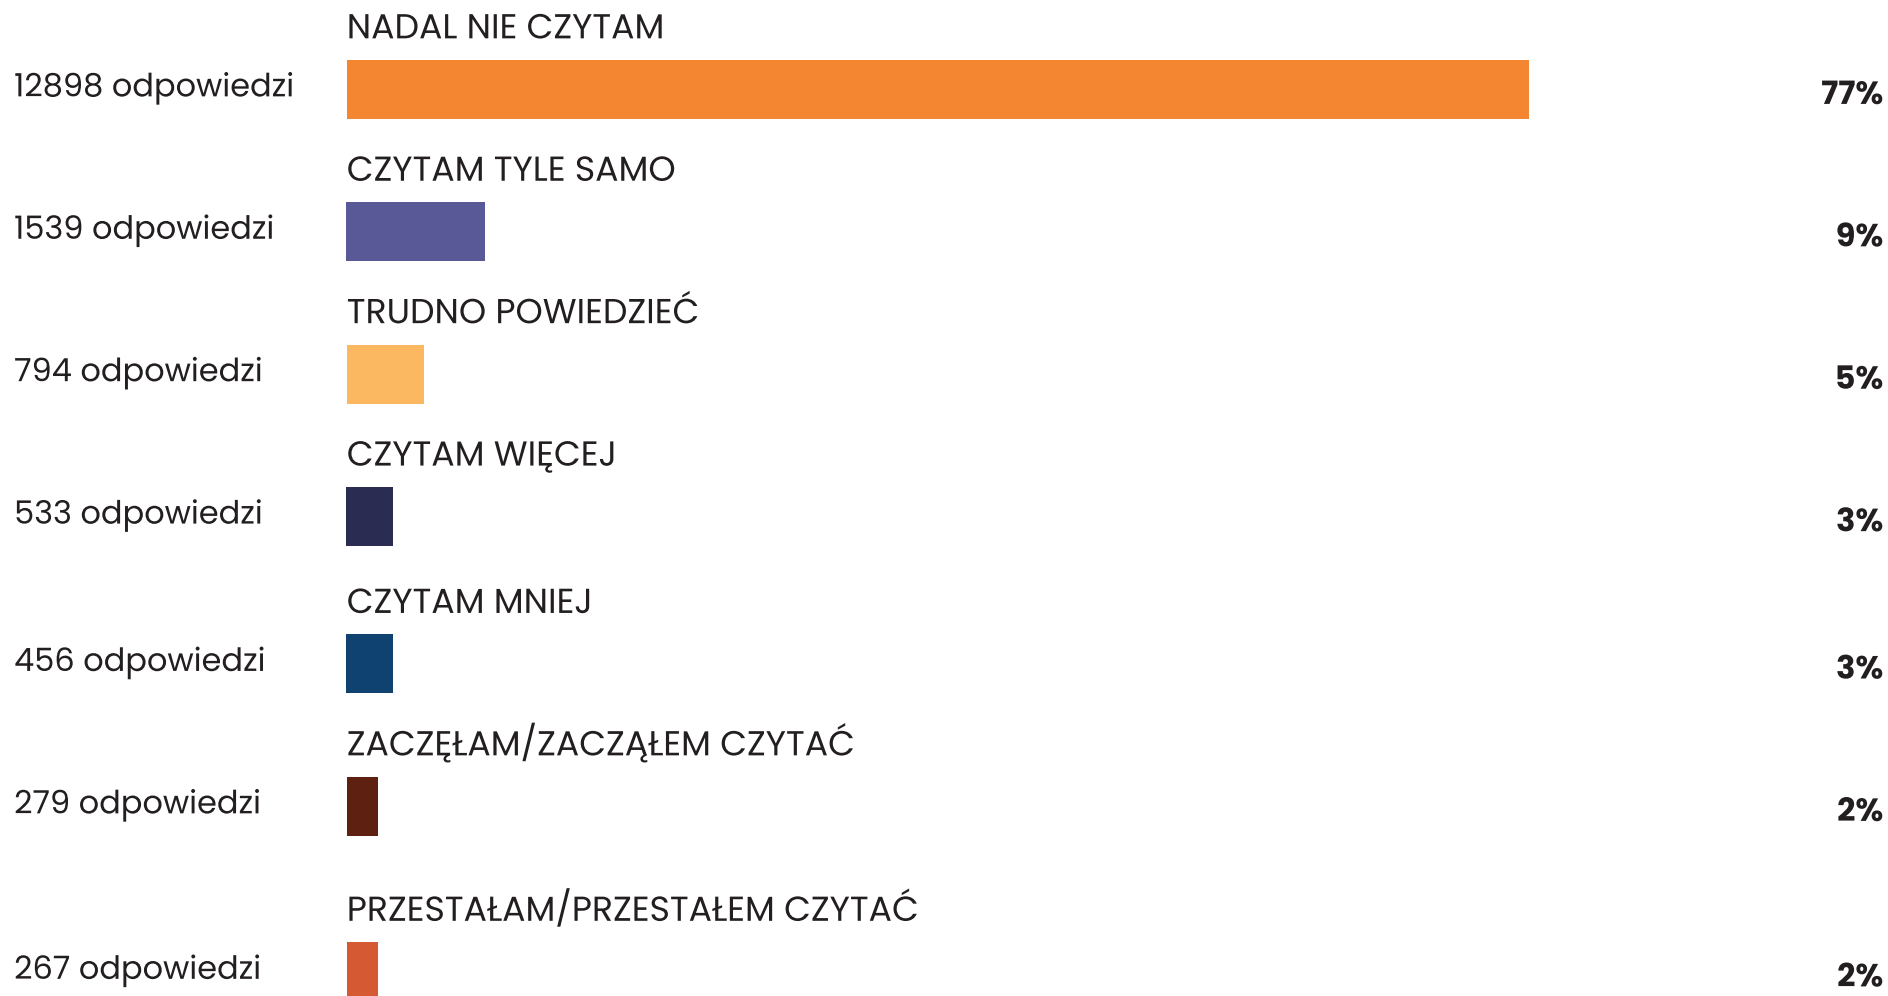 NADAL NIE CZYTAM
12898 odpowiedzi
77%
CZYTAM TYLE SAMO
1539 odpowiedzi
9%
TRUDNO POWIEDZIEĆ
794 odpowiedzi
5%
CZYTAM WIĘCEJ
533 odpowiedzi
3%
CZYTAM MNIEJ
456 odpowiedzi
3%
ZACZĘŁAM/ZACZĄŁEM CZYTAĆ
279 odpowiedzi
2%
PRZESTAŁAM/PRZESTAŁEM CZYTAĆ
267 odpowiedzi
2%